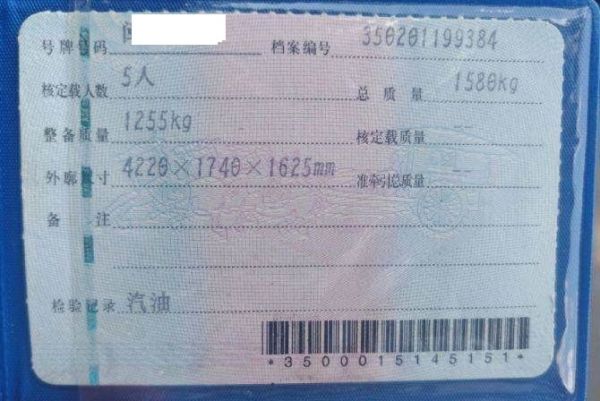 号牌号码 闽 档案编号 350201199384
核定载人数 5人 总质量 1580kg
整备质量 1255kg 核定载质量 --
外廓尺寸 4220×1740×1625mm 准牵引总质量 --
备注
检验记录 汽油
*3500015145151*